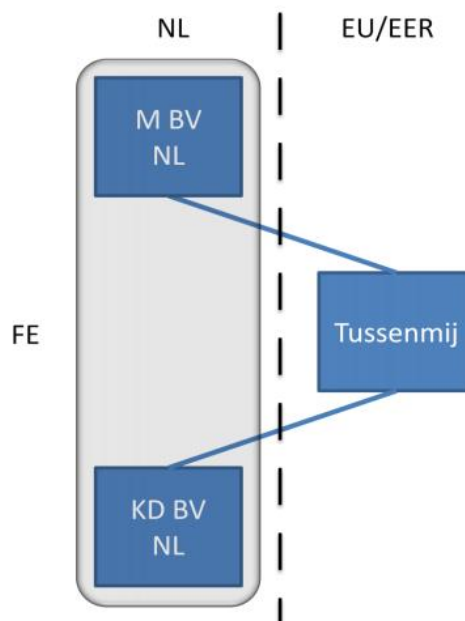 NL
EU/EER
M BV
NL
FE
Tussenmij
KD BV
NL